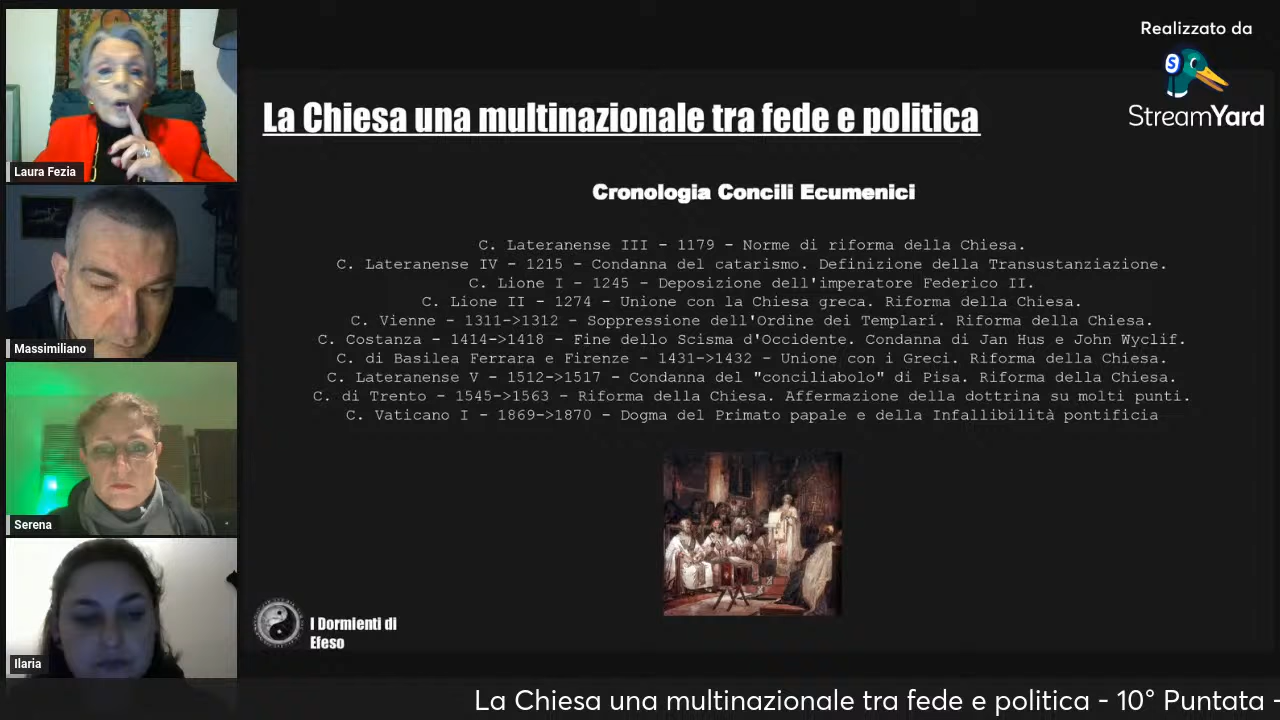 Realizzato da
S
StreamYard
La Chiesa una multinazionale tra fede e politica
Cronologia Concili Ecumenici
C. Lateranense III - 1179 - Norme di riforma della Chiesa.
C. Lateranense IV - 1215 - Condanna del catarismo. Definizione della Transustanziazione.
C. Lione I - 1245 - Deposizione dell'imperatore Federico II.
C. Lione II - 1274 - Unione con la Chiesa greca. Riforma della Chiesa.
C. Vienne - 1311->1312 - Soppressione dell'Ordine dei Templari. Riforma della Chiesa.
C. Costanza - 1414->1418 - Fine dello Scisma d'Occidente. Condanna di Jan Hus e John Wyclif.
C. di Basilea Ferrara e Firenze - 1431->1432 - Unione con i Greci. Riforma della Chiesa.
C. Lateranense V - 1512->1517 - Condanna del "conciliabolo" di Pisa. Riforma della Chiesa.
C. di Trento - 1545->1563 - Riforma della Chiesa. Affermazione della dottrina su molti punti.
C. Vaticano I - 1869->1870 - Dogma del Primato papale e della Infallibilità pontificia
Laura Fezia
Massimiliano
Serena
Ilaria
I Dormienti di
Efeso
La Chiesa una multinazionale tra fede e politica - 10° Puntata -